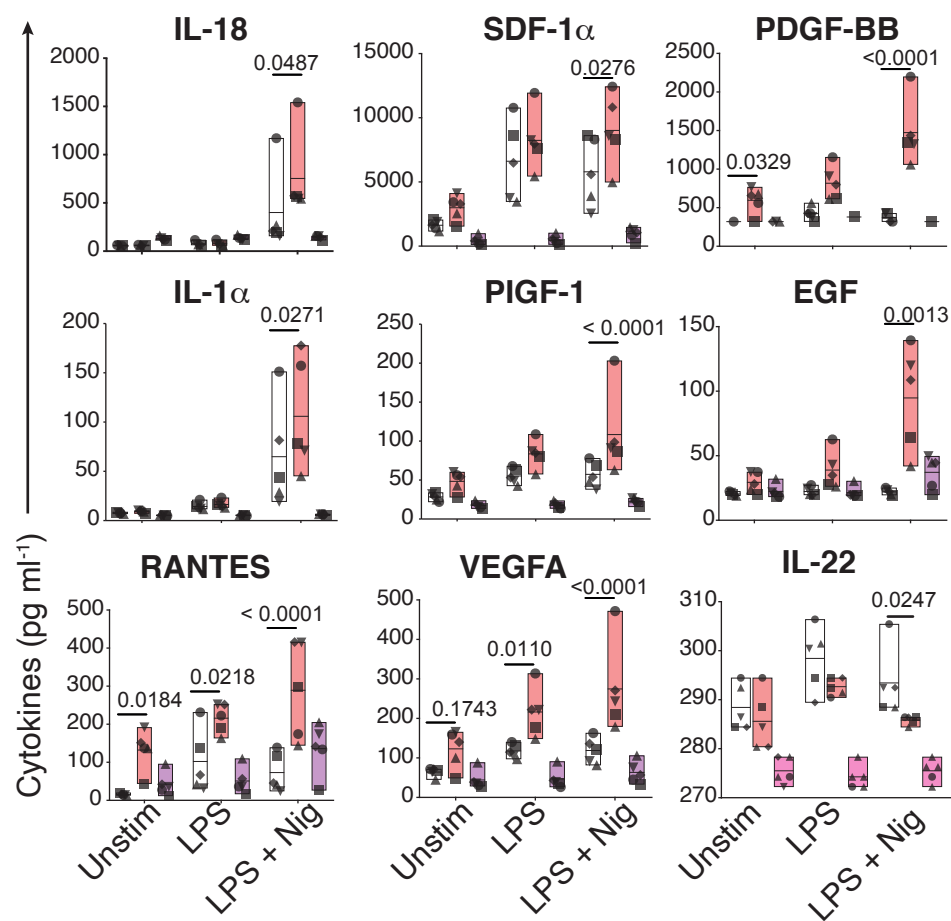 IL-18 SDF-1α PDGF-BB
2000 15000 2500
0.0487 0.0276 <0.0001
1500 10000 2000
1000 5000 1500
500 0 1000
0 500
0
0.0329
IL-1α PIGF-1 EGF
200 250 150
0.0271 < 0.0001 0.0013
150 200 100
100 150 50
50 100 0
0 50
0
RANTES VEGFA IL-22
500 500 310
< 0.0001 <0.0001 0.0247
400 400 300
300 300 290
200 200 280
100 100 270
0 0
0.0184 0.0218
0.1743 0.0110
Cytokines (pg ml-1)
Unstim LPS LPS + Nig
Unstim LPS LPS + Nig
Unstim LPS LPS + Nig